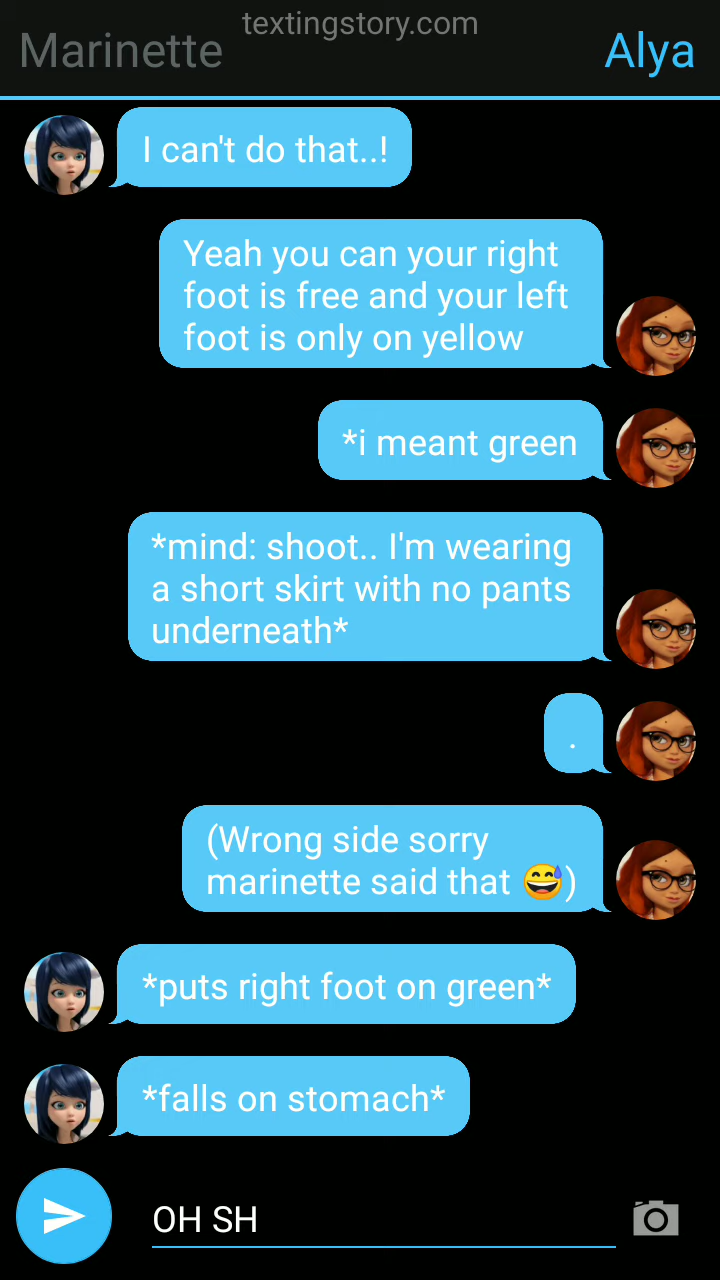 textingstory.com
Marinette
Alya
I can't do that..!
Yeah you can your right
foot is free and your left
foot is only on yellow
*i meant green
*mind: shoot.. I'm wearing
a short skirt with no pants
underneath*
.
(Wrong side sorry
marinette said that 😅)
*puts right foot on green*
*falls on stomach*
OH SH